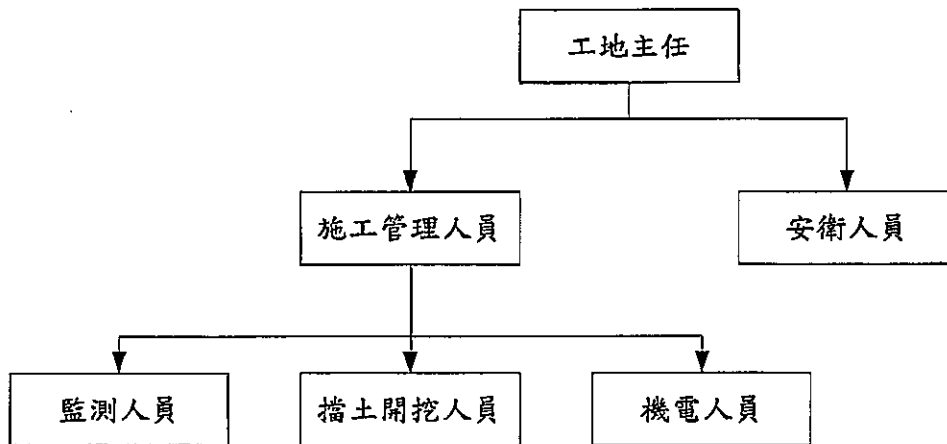 工地主任
施工管理人員
安衛人員
監測人員
擋土開挖人員
機電人員